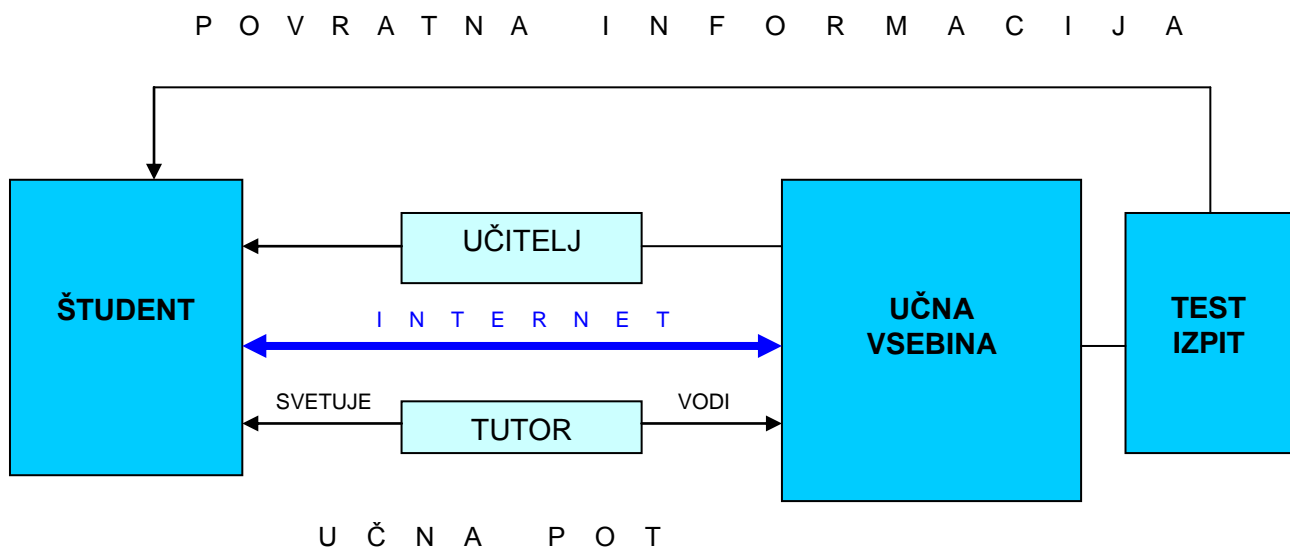 P O V R A T N A I N F O R M A C I J A
UČITELJ
ŠTUDENT
I N T E R N E T
UČNA
VSEBINA
TEST
IZPIT
SVETUJE
TUTOR
VODI
U Č N A P O T